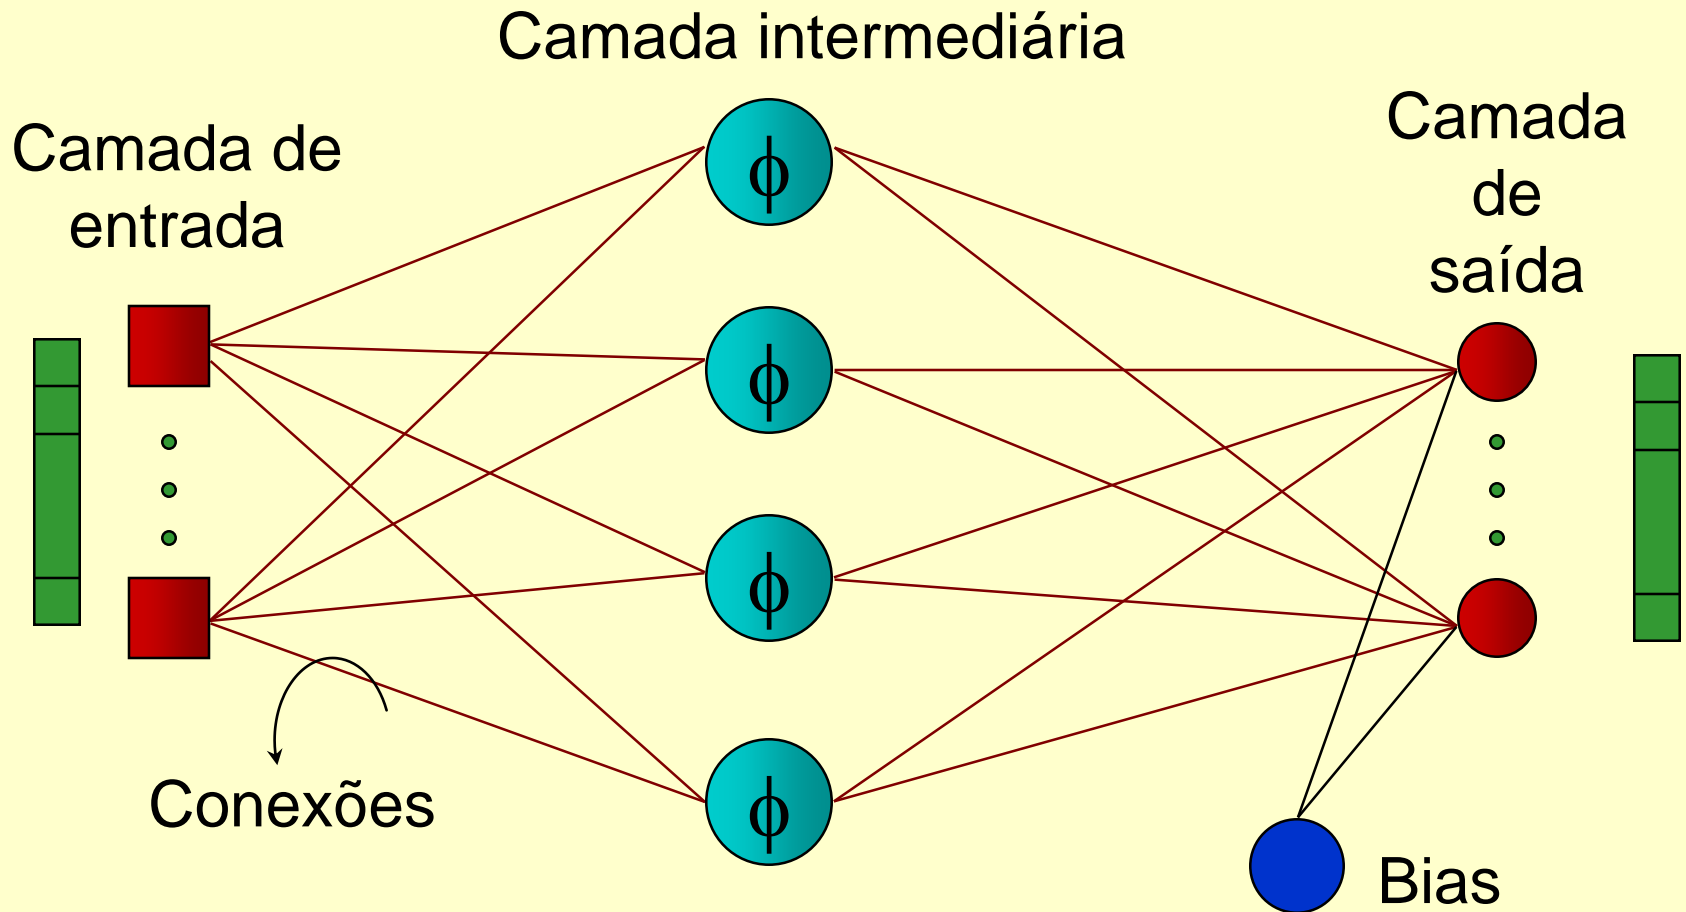 Camada intermediária
Camada de
entrada
Camada
de
saída
ϕ
ϕ
ϕ
ϕ
Conexões
Bias